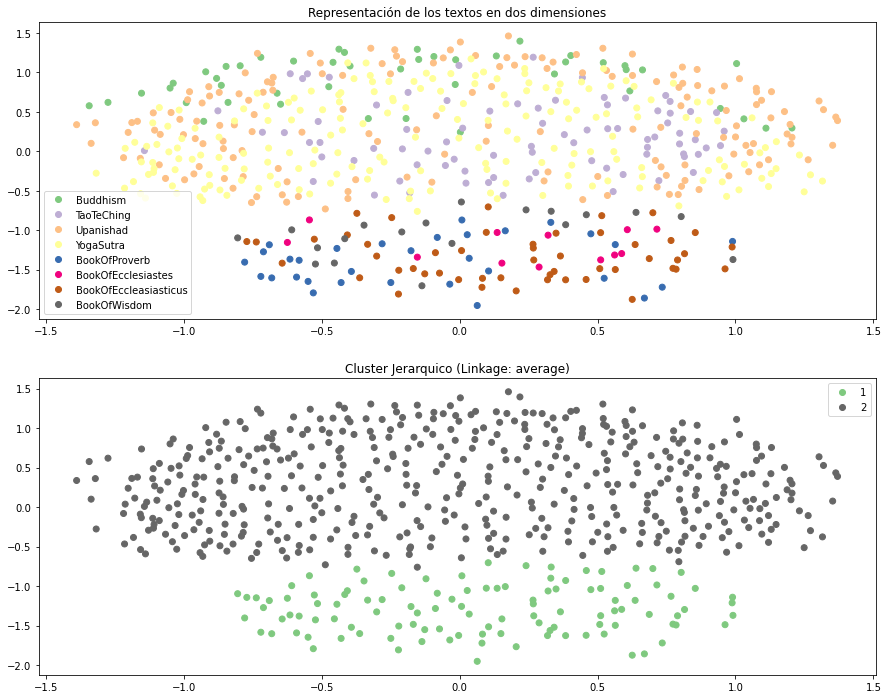 Representación de los textos en dos dimensiones
1.5
1.0
0.5
0.0
−0.5
−1.0
−1.5
−2.0
Buddhism
TaoTeChing
Upanishad
YogaSutra
BookOfProverb
BookOfEcclesiastes
BookOfEccleasiasticus
BookOfWisdom
−1.5 −1.0 −0.5 0.0 0.5 1.0 1.5
Cluster Jerarquico (Linkage: average)
1.5
1.0
0.5
0.0
−0.5
−1.0
−1.5
−2.0
1
2
−1.5 −1.0 −0.5 0.0 0.5 1.0 1.5